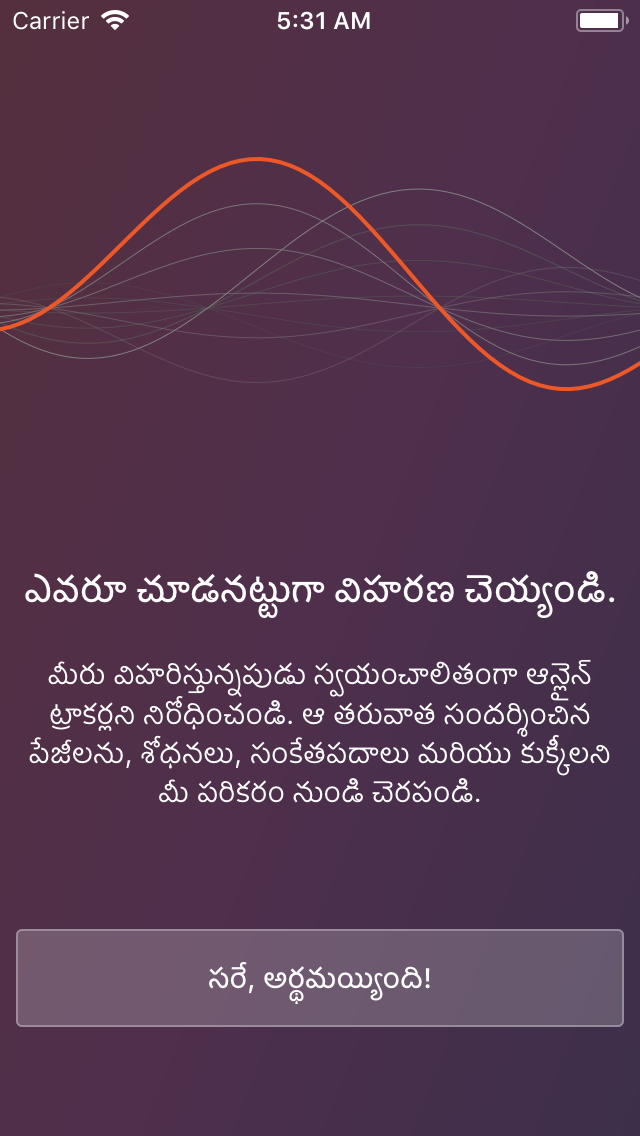 Carrier
5:31 AM
ఎవరూ చూడనట్టుగా విహరణ చెయ్యండి.
మీరు విహరిస్తున్నపుడు స్వయంచాలితంగా ఆన్లైన్
ట్రాకర్లని నిరోధించండి. ఆ తరువాత సందర్శించిన
పేజీలను, శోధనలు, సంకేతపదాలు మరియు కుక్కీలని
మీ పరికరం నుండి చెరపండి.
సరే, అర్థమయ్యింది!